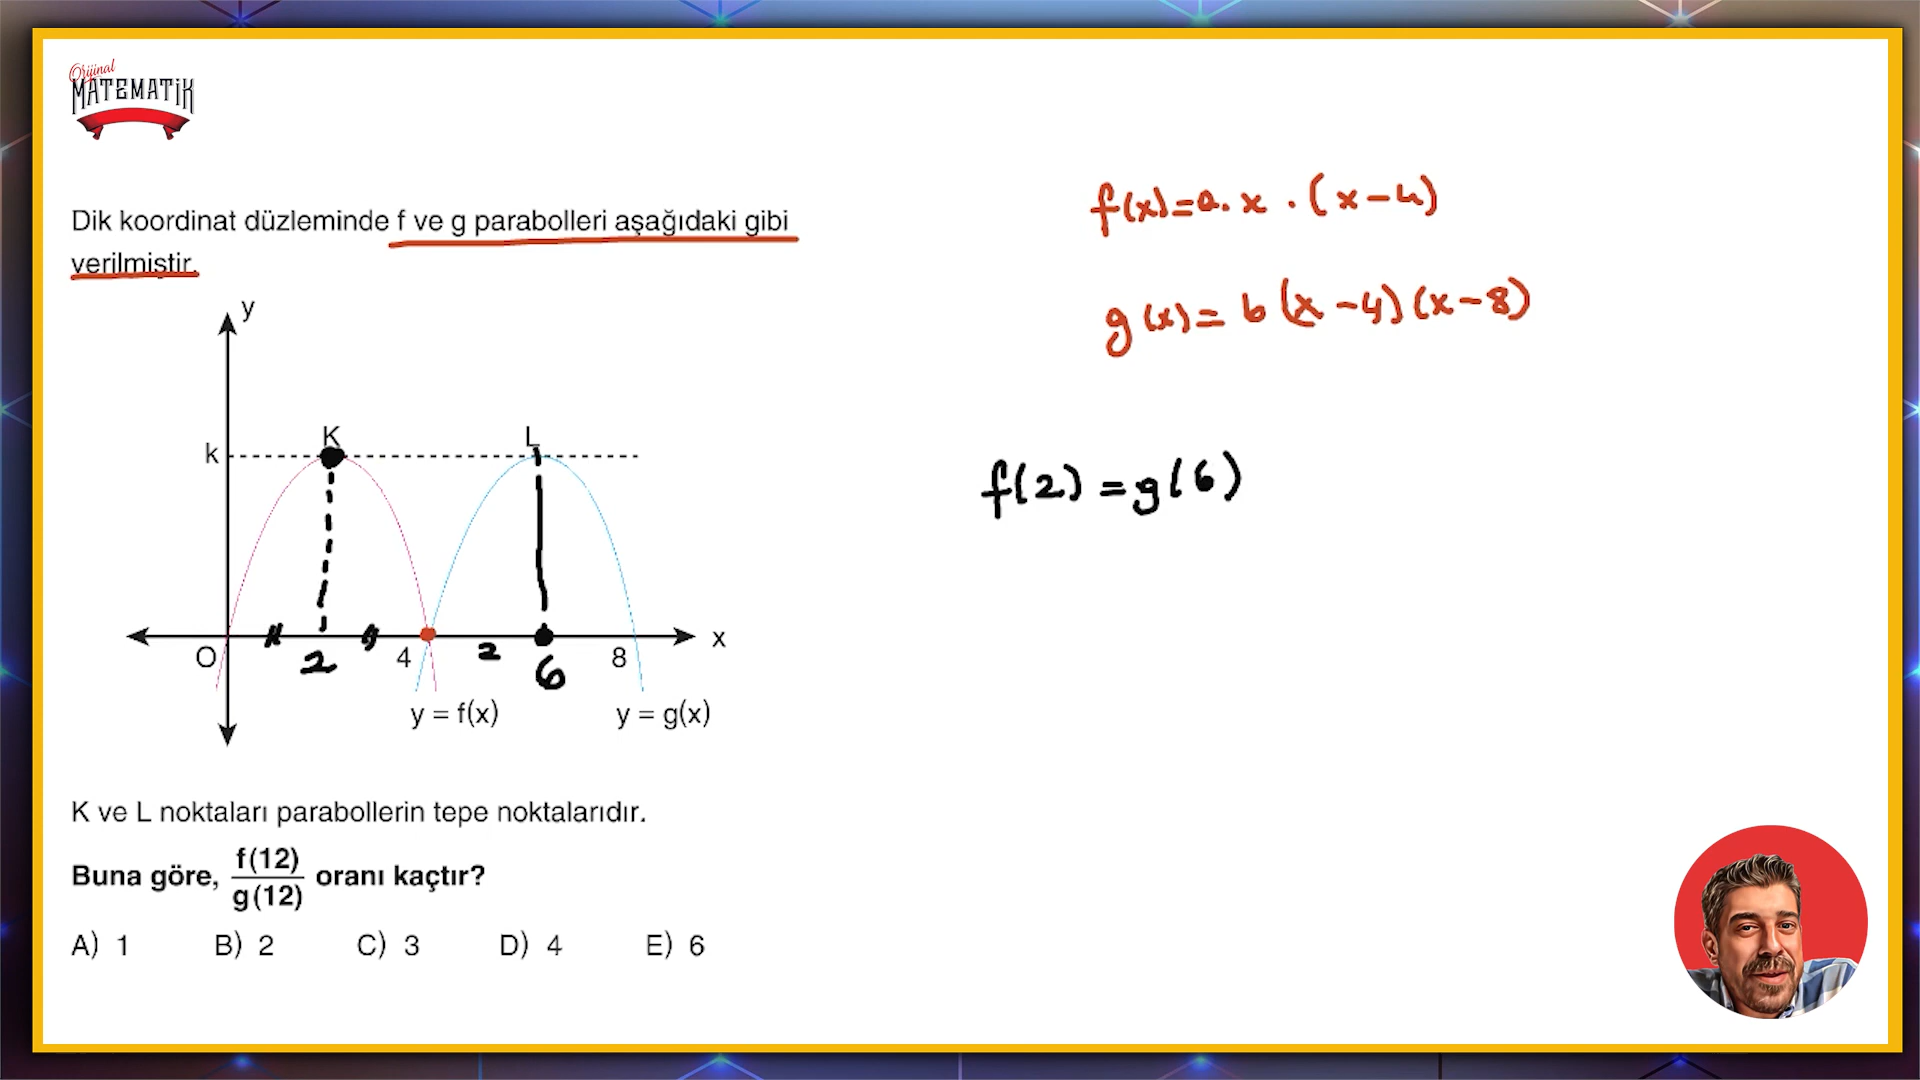 Orijinal
MATEMATİK
Dik koordinat düzleminde f ve g parabolleri aşağıdaki gibi
verilmiştir.
y
k
K
L
O
2
4
2
6
8
x
y = f(x)
y = g(x)
K ve L noktaları parabollerin tepe noktalarıdır.
Buna göre, f(12)/g(12) oranı kaçtır?
A) 1 B) 2 C) 3 D) 4 E) 6
f(x)=a.x.(x-4)
g(x)=b(x-4)(x-8)
f(2)=g(6)